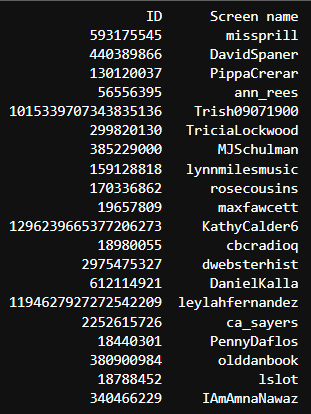 ID Screen name
593175545 missprill
440389866 DavidSpaner
130120037 PippaCrerar
56556395 ann_rees
1015339707343835136 Trish09071900
299820130 TriciaLockwood
385229000 MJSchulman
159128818 lynnmilesmusic
170336862 rosecousins
19657809 maxfawcett
1296239665377206273 KathyCalder6
18980055 cbcradioq
2975475327 dwebsterhist
612114921 DanielKalla
1194627927272542209 leylahfernandez
2252615726 ca_sayers
18440301 PennyDaflos
380900984 olddanbook
18788452 lslot
340466229 IAmAmnaNawaz